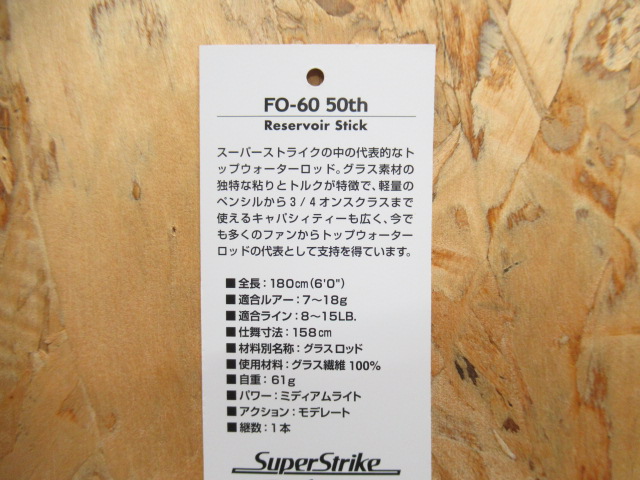 FO-60 50th
Reservoir Stick
スーパーストライクの中の代表的なト
ップウォーターロッド。グラス素材の
独特な粘りとトルクが特徴で、軽量の
ペンシルから3/4オンスクラスまで
使えるキャパシィティーも広く、今で
も多くのファンからトップウォーター
ロッドの代表として支持を得ています。
■全長：180cm(6'0")
■適合ルアー：7〜18g
■適合ライン：8〜15LB.
■仕舞寸法：158cm
■材料別名称：グラスロッド
■使用材料：グラス繊維 100%
■自重：61g
■パワー：ミディアムライト
■アクション：モデレート
■継数：1本
SuperStrike